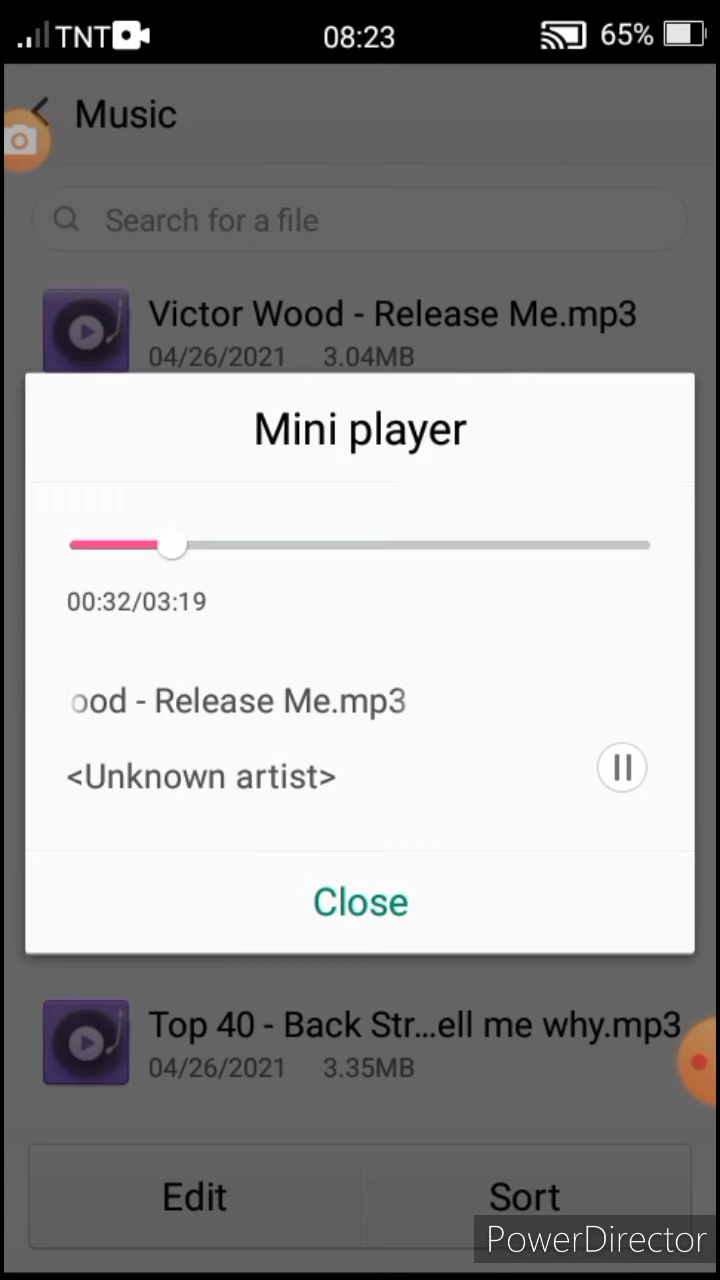 TNT 08:23 65%
Music
Search for a file
Victor Wood - Release Me.mp3
04/26/2021 3.04MB
Mini player
00:32/03:19
ood - Release Me.mp3
<Unknown artist>
Close
Top 40 - Back Str...ell me why.mp3
04/26/2021 3.35MB
Edit Sort
PowerDirector